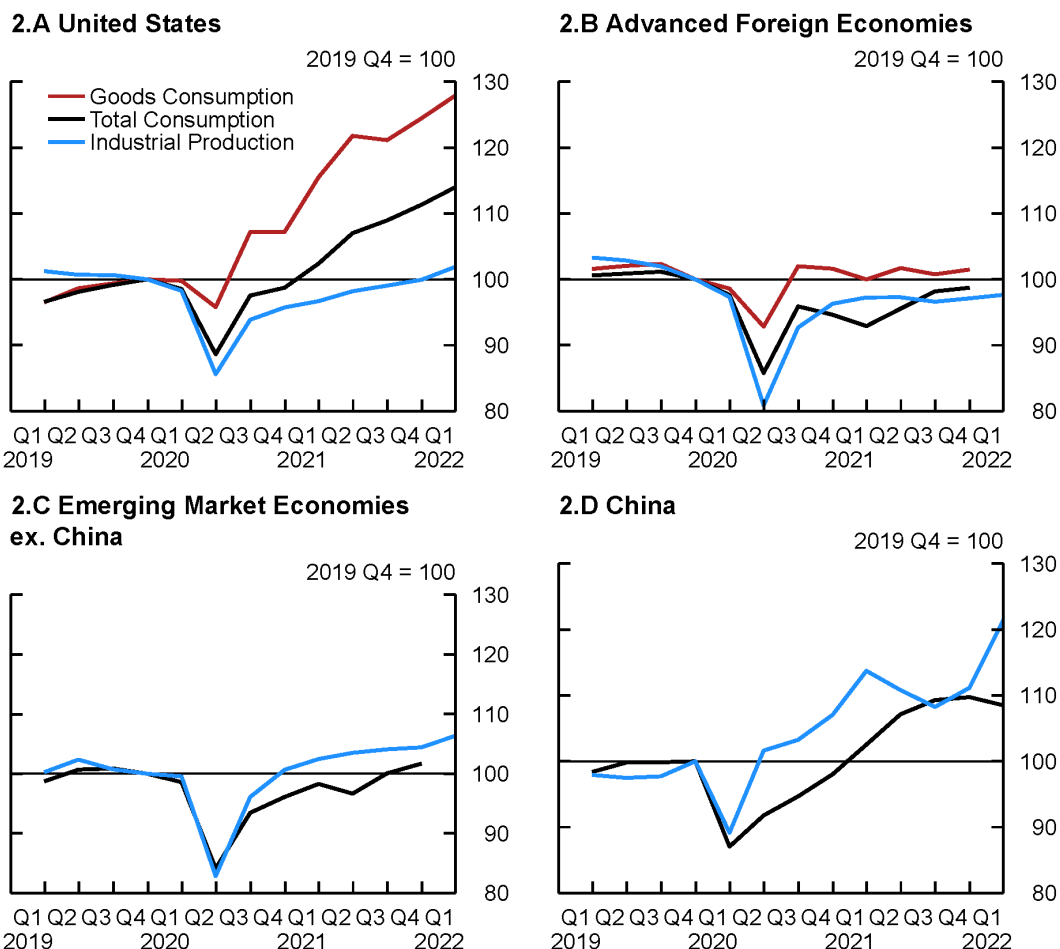 2.A United States
2019 Q4 = 100
130
120
110
100
90
80
Goods Consumption
Total Consumption
Industrial Production
Q1 Q2 Q3 Q4 Q1 Q2 Q3 Q4 Q1 Q2 Q3 Q4 Q1
2019 2020 2021 2022
2.B Advanced Foreign Economies
2019 Q4 = 100
130
120
110
100
90
80
Q1 Q2 Q3 Q4 Q1 Q2 Q3 Q4 Q1 Q2 Q3 Q4 Q1
2019 2020 2021 2022
2.C Emerging Market Economies
ex. China
2019 Q4 = 100
130
120
110
100
90
80
Q1 Q2 Q3 Q4 Q1 Q2 Q3 Q4 Q1 Q2 Q3 Q4 Q1
2019 2020 2021 2022
2.D China
2019 Q4 = 100
130
120
110
100
90
80
Q1 Q2 Q3 Q4 Q1 Q2 Q3 Q4 Q1 Q2 Q3 Q4 Q1
2019 2020 2021 2022